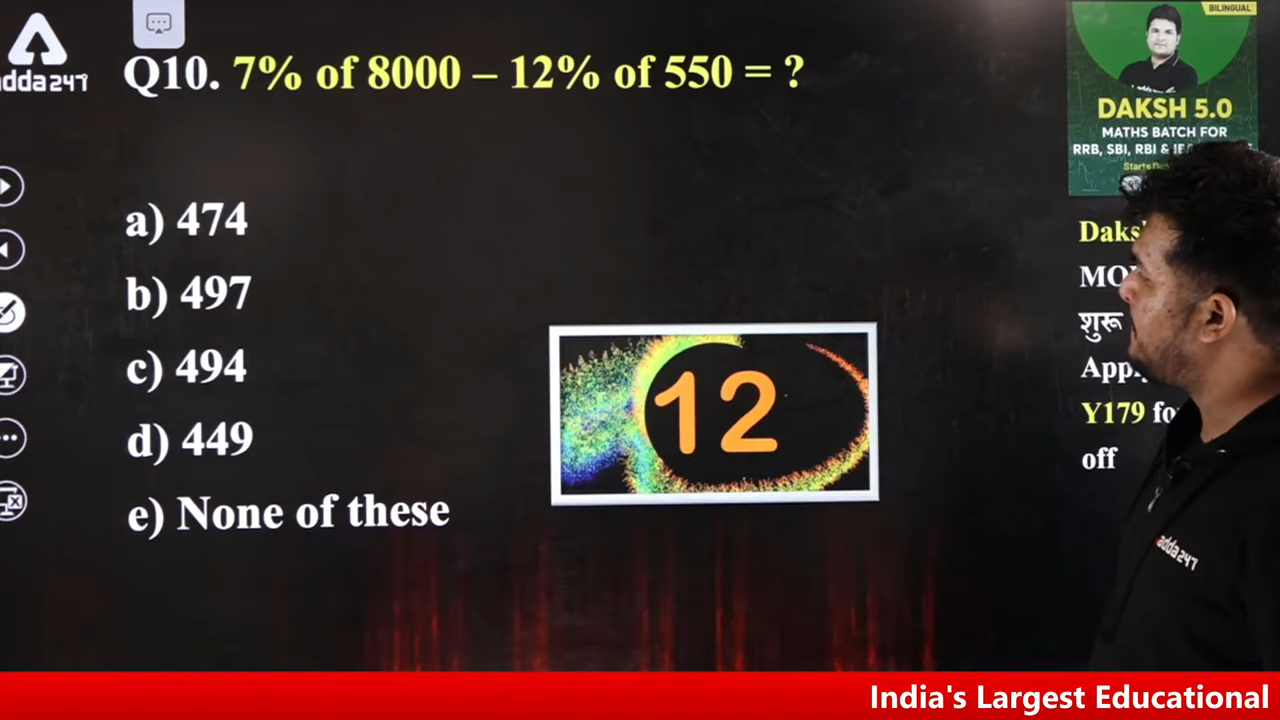 adda247
Q10. 7% of 8000 – 12% of 550 = ?
a) 474
b) 497
c) 494
d) 449
e) None of these
12
BILINGUAL
DAKSH 5.0
MATHS BATCH FOR
RRB, SBI, RBI &
Starts
शुरू
Y179
off
adda247
India's Largest Educational